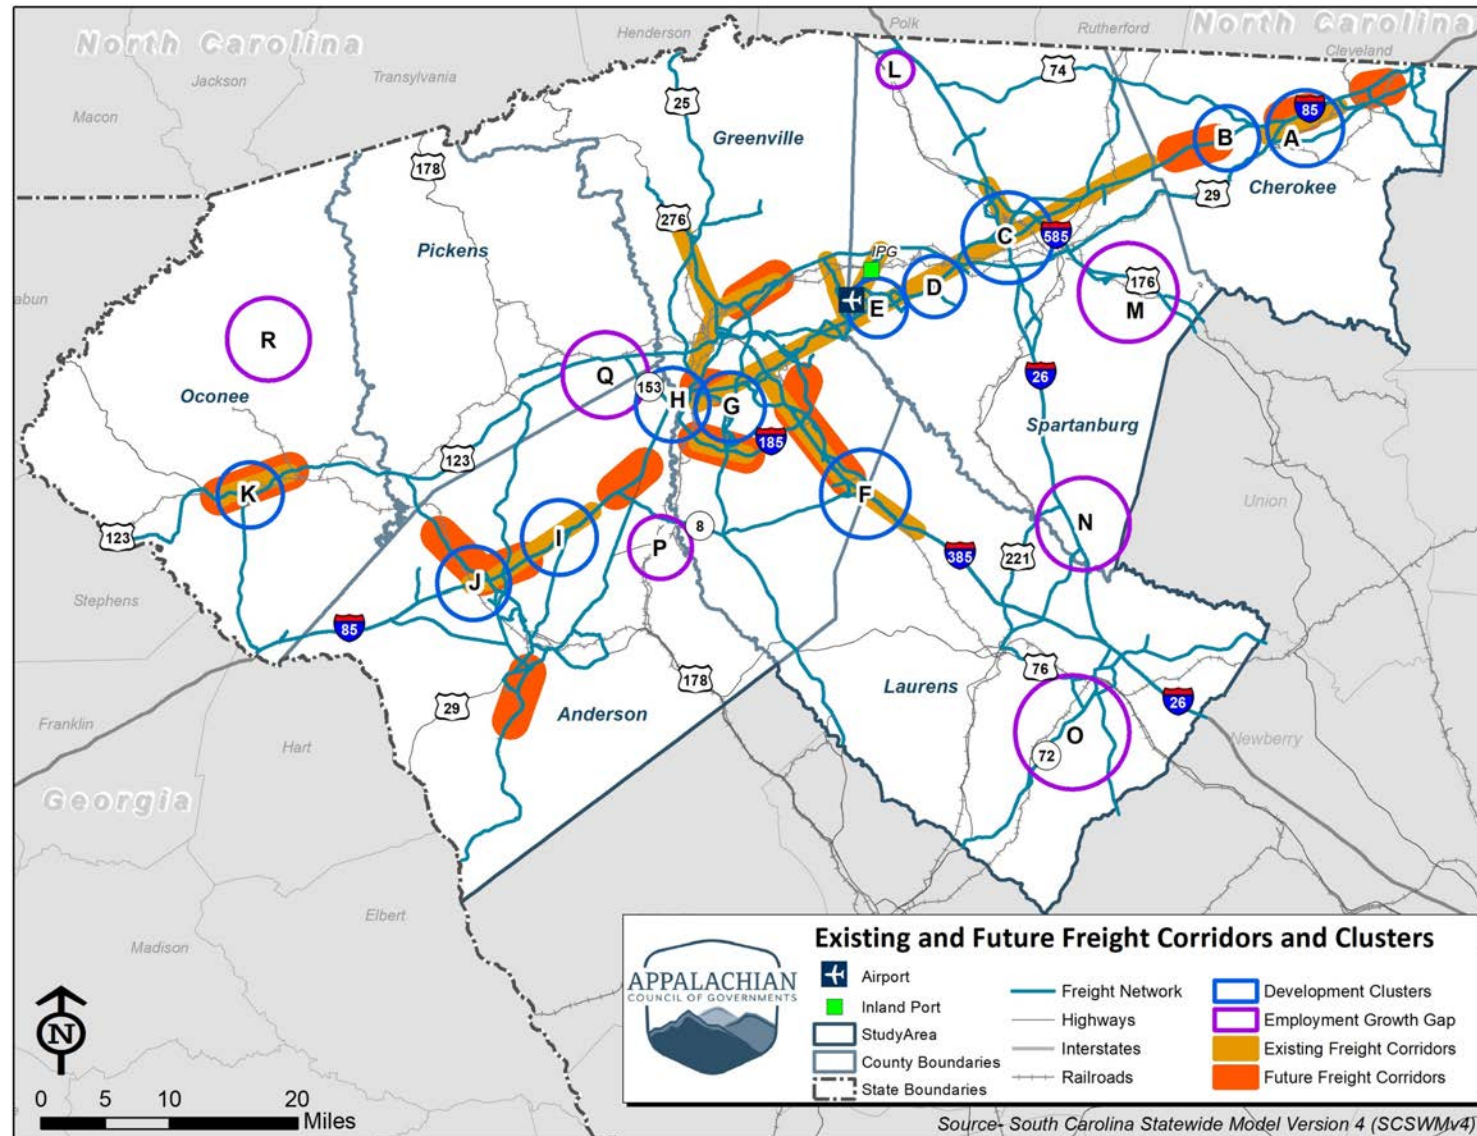 North Carolina
North Carolina
Polk
Rutherford
Cleveland
Henderson
Transylvania
Jackson
Macon
L
74
25
85
Greenville
B
A
178
Cherokee
29
276
C
585
Pickens
IPG
176
D
E
M
R
Q
26
153
H
G
Oconee
Spartanburg
185
123
K
F
Union
8
N
123
I
P
385
221
J
Stephens
85
76
178
Laurens
26
29
Anderson
O
Franklin
Newberry
Hart
72
Georgia
Elbert
Madison
Existing and Future Freight Corridors and Clusters
APPALACHIAN
COUNCIL OF GOVERNMENTS
Airport
Inland Port
StudyArea
County Boundaries
State Boundaries
Freight Network
Highways
Interstates
Railroads
Development Clusters
Employment Growth Gap
Existing Freight Corridors
Future Freight Corridors
N
0 5 10 20
Miles
Source- South Carolina Statewide Model Version 4 (SCSWMv4)